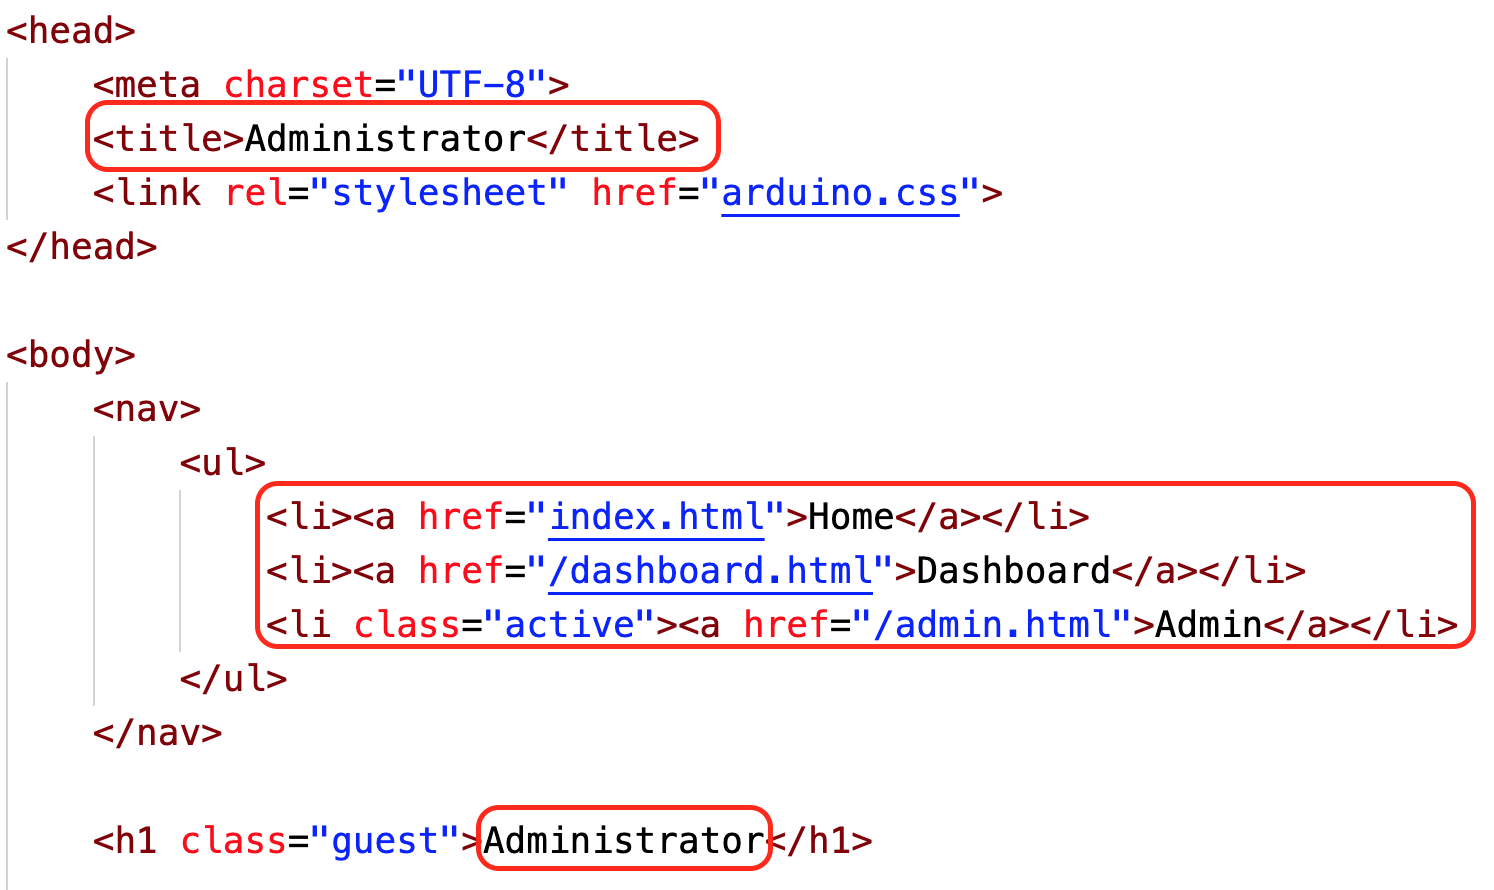 <head>
<meta charset="UTF-8">
<title>Administrator</title>
<link rel="stylesheet" href="arduino.css">
</head>
<body>
<nav>
<ul>
<li><a href="index.html">Home</a></li>
<li><a href="/dashboard.html">Dashboard</a></li>
<li class="active"><a href="/admin.html">Admin</a></li>
</ul>
</nav>
<h1 class="guest">Administrator</h1>